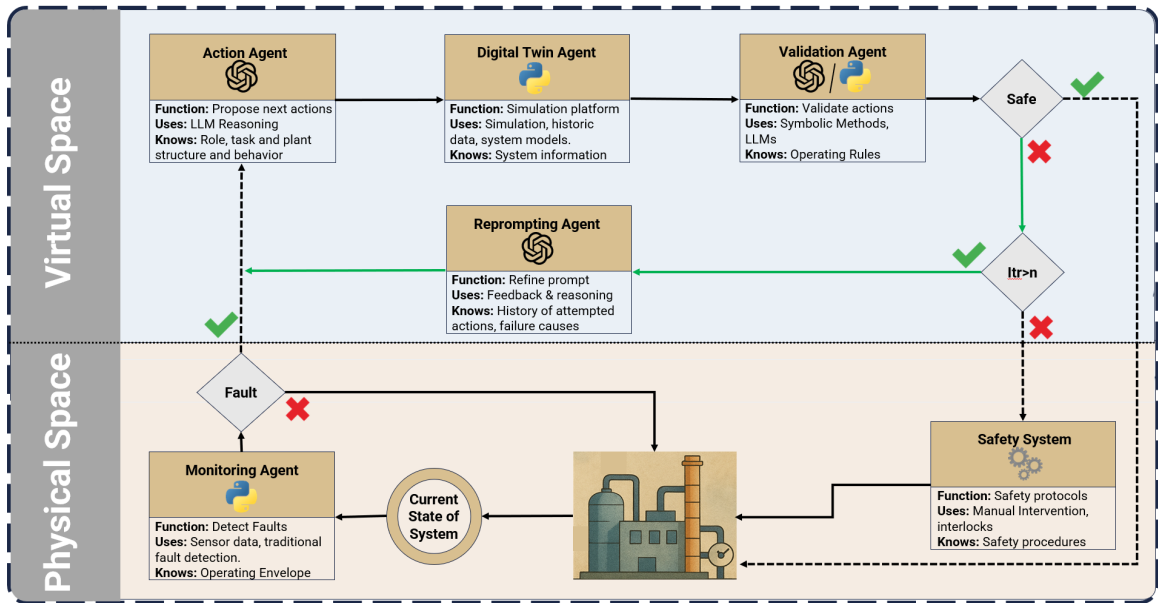 Virtual Space
Action Agent
Function: Propose next actions
Uses: LLM Reasoning
Knows: Role, task and plant
structure and behavior
Digital Twin Agent
Function: Simulation platform
Uses: Simulation, historic
data, system models.
Knows: System information
Validation Agent
Function: Validate actions
Uses: Symbolic Methods,
LLMs
Knows: Operating Rules
Safe
Reprompting Agent
Function: Refine prompt
Uses: Feedback & reasoning
Knows: History of attempted
actions, failure causes
Itr>n
Physical Space
Fault
Monitoring Agent
Function: Detect Faults
Uses: Sensor data, traditional
fault detection.
Knows: Operating Envelope
Current
State of
System
Safety System
Function: Safety protocols
Uses: Manual Intervention,
interlocks
Knows: Safety procedures